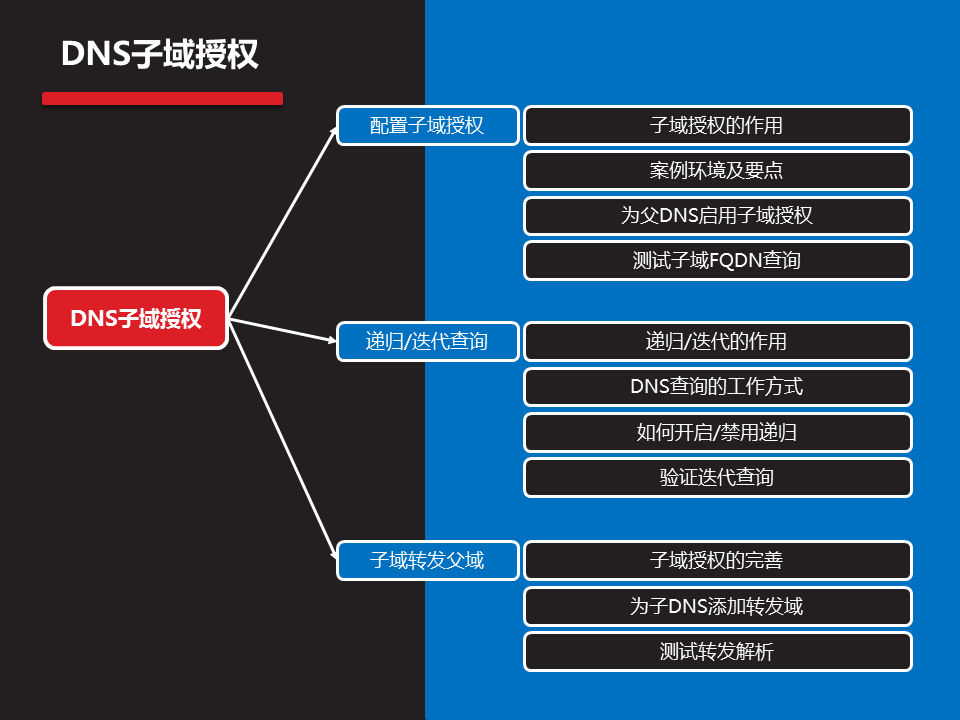 DNS子域授权
配置子域授权
子域授权的作用
案例环境及要点
为父DNS启用子域授权
测试子域FQDN查询
DNS子域授权
递归/迭代查询
递归/迭代的作用
DNS查询的工作方式
如何开启/禁用递归
验证迭代查询
子域转发父域
子域授权的完善
为子DNS添加转发域
测试转发解析